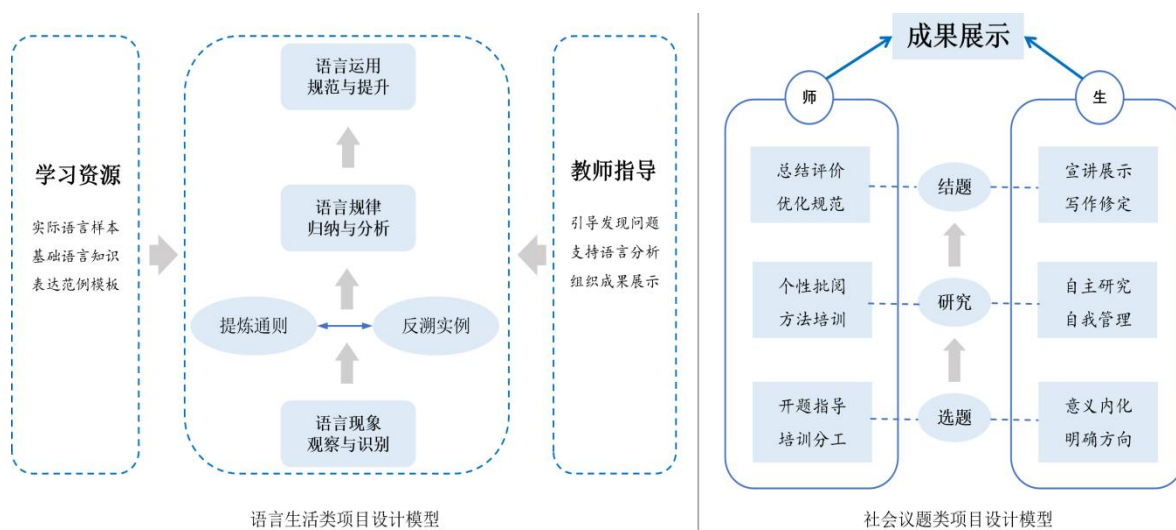 学习资源
实际语言样本
基础语言知识
表达范例模板
语言运用
规范与提升
语言规律
归纳与分析
提炼通则
反溯实例
语言现象
观察与识别
教师指导
引导发现问题
支持语言分析
组织成果展示
语言生活类项目设计模型
成果展示
师
生
总结评价
优化规范
结题
宣讲展示
写作修定
个性批阅
方法培训
研究
自主研究
自我管理
开题指导
培训分工
选题
意义内化
明确方向
社会议题类项目设计模型